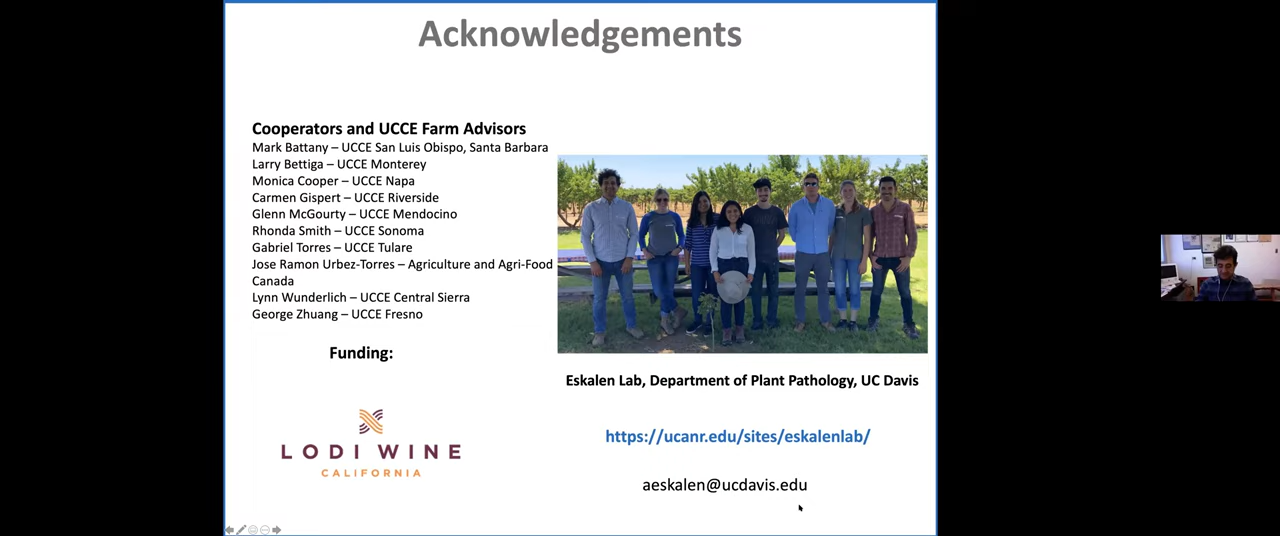 Acknowledgements
Cooperators and UCCE Farm Advisors
Mark Battany – UCCE San Luis Obispo, Santa Barbara
Larry Bettiga – UCCE Monterey
Monica Cooper – UCCE Napa
Carmen Gispert – UCCE Riverside
Glenn McGourty – UCCE Mendocino
Rhonda Smith – UCCE Sonoma
Gabriel Torres – UCCE Tulare
Jose Ramon Urbez-Torres – Agriculture and Agri-Food
Canada
Lynn Wunderlich – UCCE Central Sierra
George Zhuang – UCCE Fresno
Funding:
LODI WINE
CALIFORNIA
Eskalen Lab, Department of Plant Pathology, UC Davis
https://ucanr.edu/sites/eskalenlab/
aeskalen@ucdavis.edu